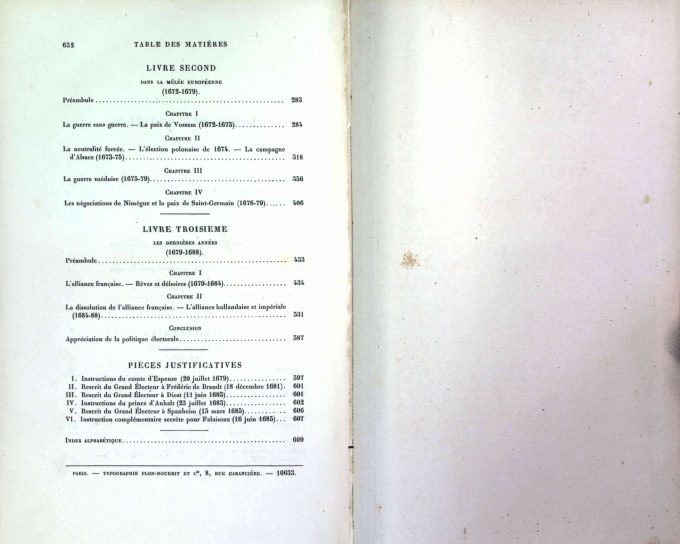 632 TABLE DES MATIÈRES
LIVRE SECOND
DANS LA MÊLÉE EUROPÉENNE
(1672-1679).
Préambule ........ 283
CHAPITRE I
La guerre sans guerre. — La paix de Vossem (1672-1673) ........ 284
CHAPITRE II
La neutralité forcée. — L'élection polonaise de 1674. — La campagne
d'Alsace (1673-75) ........ 318
CHAPITRE III
La guerre suédoise (1675-79) ........ 356
CHAPITRE IV
Les négociations de Nimègue et la paix de Saint-Germain (1676-79) ...... 406
LIVRE TROISIEME
LES DERNIÈRES ANNÉES
(1679-1688).
Préambule ........ 433
CHAPITRE I
L'alliance française. — Rêves et déboires (1679-1684) ........ 434
CHAPITRE II
La dissolution de l'alliance française. — L'alliance hollandaise et impériale
(1684-88) ........ 531
CONCLUSION
Appréciation de la politique électorale ........ 587
PIÈCES JUSTIFICATIVES
I. Instructions du comte d'Espense (20 juillet 1679) ........ 597
II. Rescrit du Grand Électeur à Frédéric de Brandt (18 décembre 1681). 601
III. Rescrit du Grand Électeur à Diest (11 juin 1683) ........ 601
IV. Instructions du prince d'Anhalt (23 juillet 1683) ........ 602
V. Rescrit du Grand Électeur à Spanheim (15 mars 1685) ........ 606
VI. Instruction complémentaire secrète pour Falaiseau (16 juin 1685) ... 607
INDEX ALPHABÉTIQUE ........ 609
PARIS. — TYPOGRAPHIE PLON-NOURRIT ET Cie, 8, RUE GARANCIÈRE. — 10633.